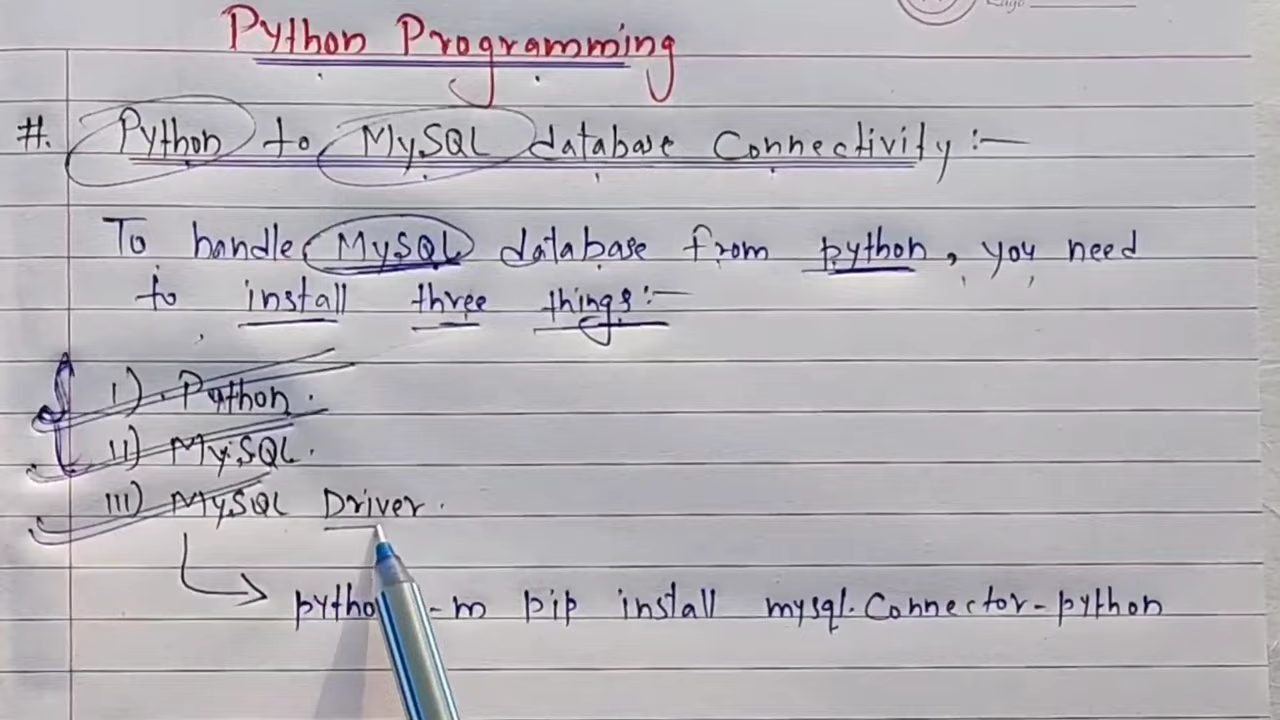 Python Programming
#. Python to MySQL database Connectivity :-
To handle MySQL database from python, you need
to install three things :-
i) Python.
ii) MySQL.
iii) MySQL Driver.
-m pip install mysql.Connector-python